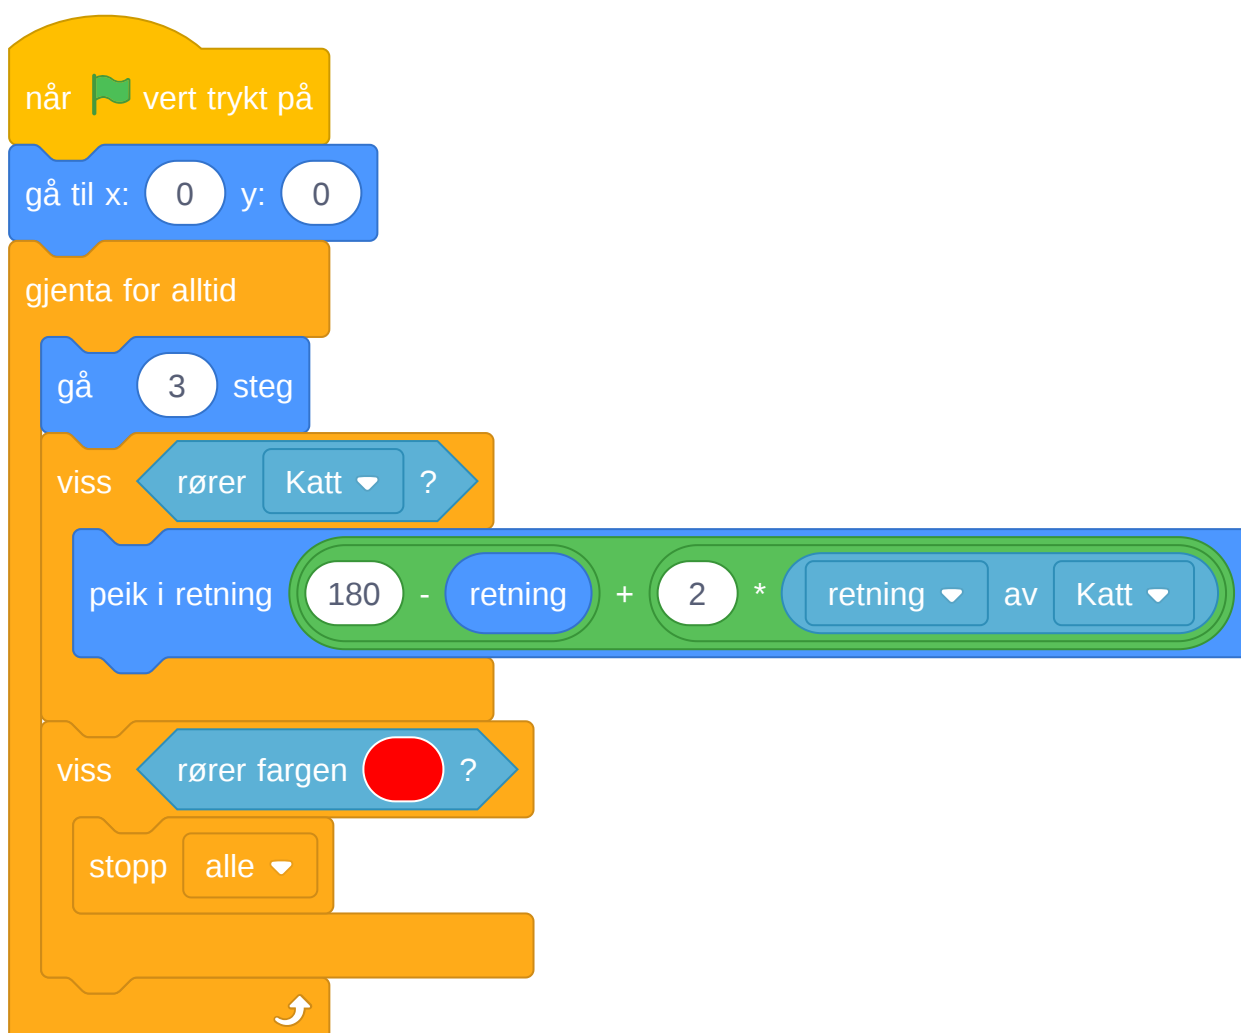 når vert trykt på
gå til x: 0 y: 0
gjenta for alltid
gå 3 steg
viss rører Katt ?
peik i retning 180 - retning + 2 * retning av Katt
viss rører fargen ?
stopp alle